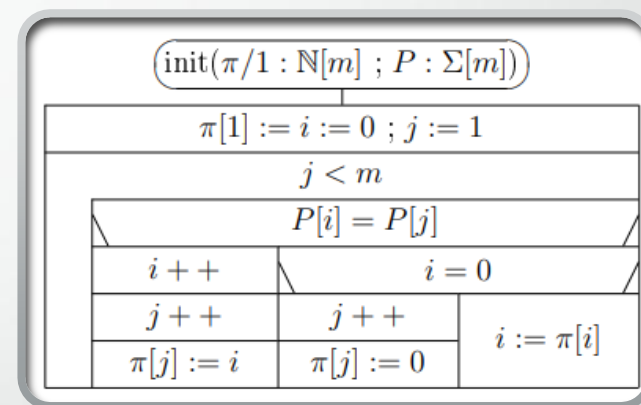 init(π/1 : ℕ[m] ; P : Σ[m])
π[1] := i := 0 ; j := 1
j < m
P[i] = P[j]
i + + i = 0
j + + j + + i := π[i]
π[j] := i π[j] := 0